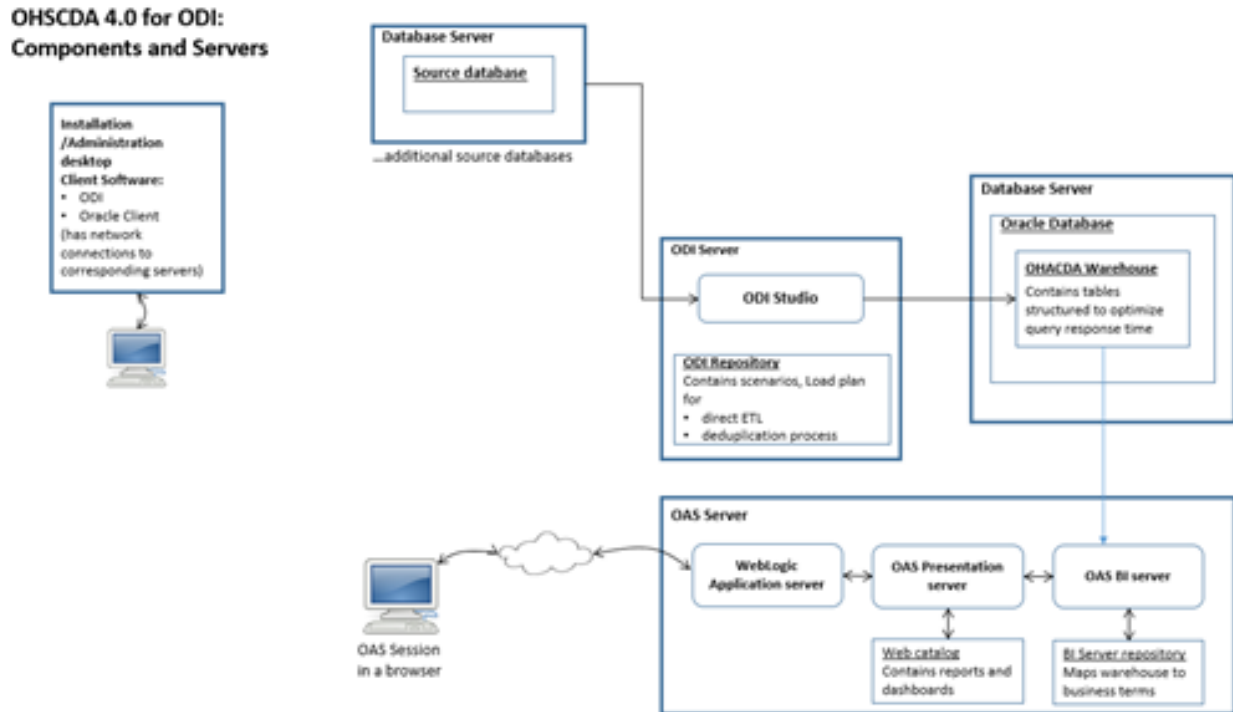 OHSCDA 4.0 for ODI:
Components and Servers
Installation
/Administration
desktop
Client Software:
• ODI
• Oracle Client
(has network
connections to
corresponding servers)
Database Server
Source database
...additional source databases
ODI Server
ODI Studio
ODI Repository
Contains scenarios, Load plan
for
• direct ETL
• deduplication process
Database Server
Oracle Database
OHACDA Warehouse
Contains tables
structured to optimize
query response time
OAS Session
in a browser
OAS Server
WebLogic
Application server
OAS Presentation
server
OAS BI server
Web catalog
Contains reports and
dashboards
BI Server repository
Maps warehouse to
business terms